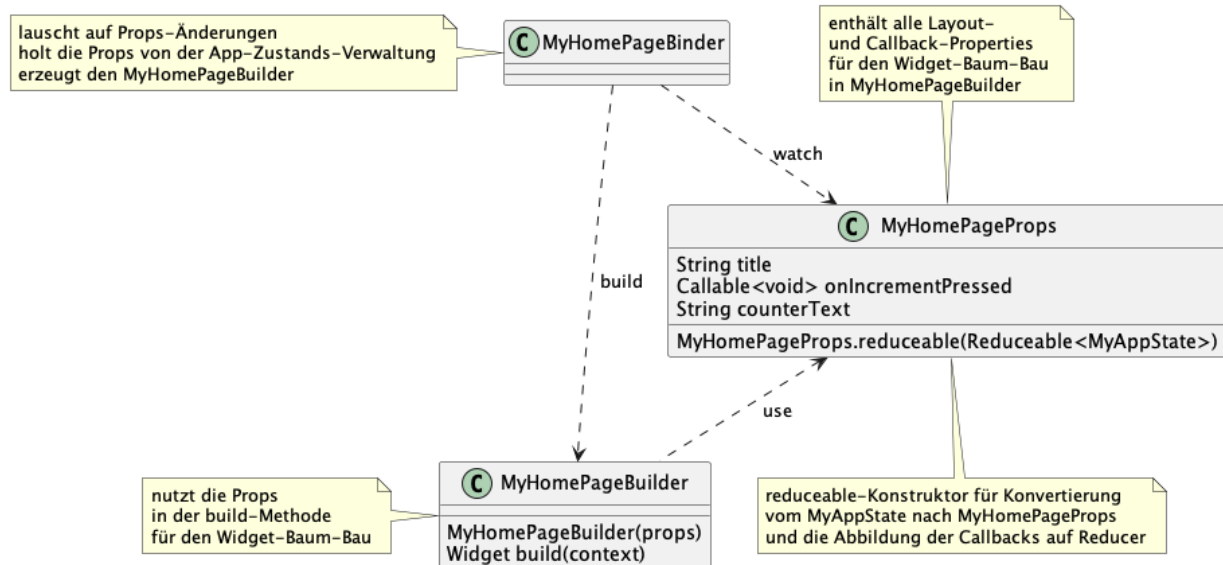 lauscht auf Props-Änderungen
holt die Props von der App-Zustands-Verwaltung
erzeugt den MyHomePageBuilder
C MyHomePageBinder
enthält alle Layout-
und Callback-Properties
für den Widget-Baum-Bau
in MyHomePageBuilder
watch
build
C MyHomePageProps
String title
Callable<void> onIncrementPressed
String counterText
MyHomePageProps.reduceable(Reduceable<MyAppState>)
use
C MyHomePageBuilder
MyHomePageBuilder(props)
Widget build(context)
nutzt die Props
in der build-Methode
für den Widget-Baum-Bau
reduceable-Konstruktor für Konvertierung
vom MyAppState nach MyHomePageProps
und die Abbildung der Callbacks auf Reducer